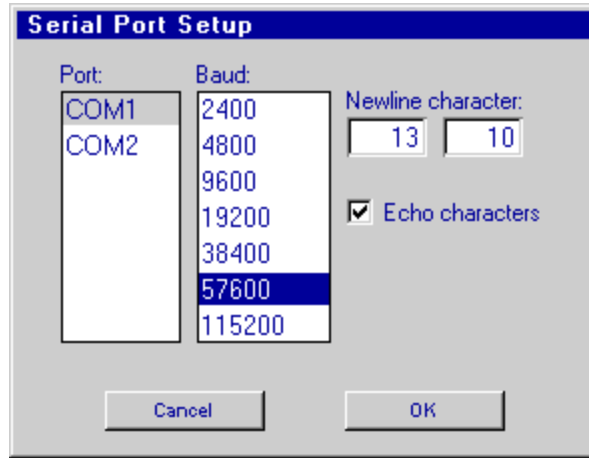 Serial Port Setup
Port:
COM1
COM2
Baud:
2400
4800
9600
19200
38400
57600
115200
Newline character:
13 10
Echo characters
Cancel OK